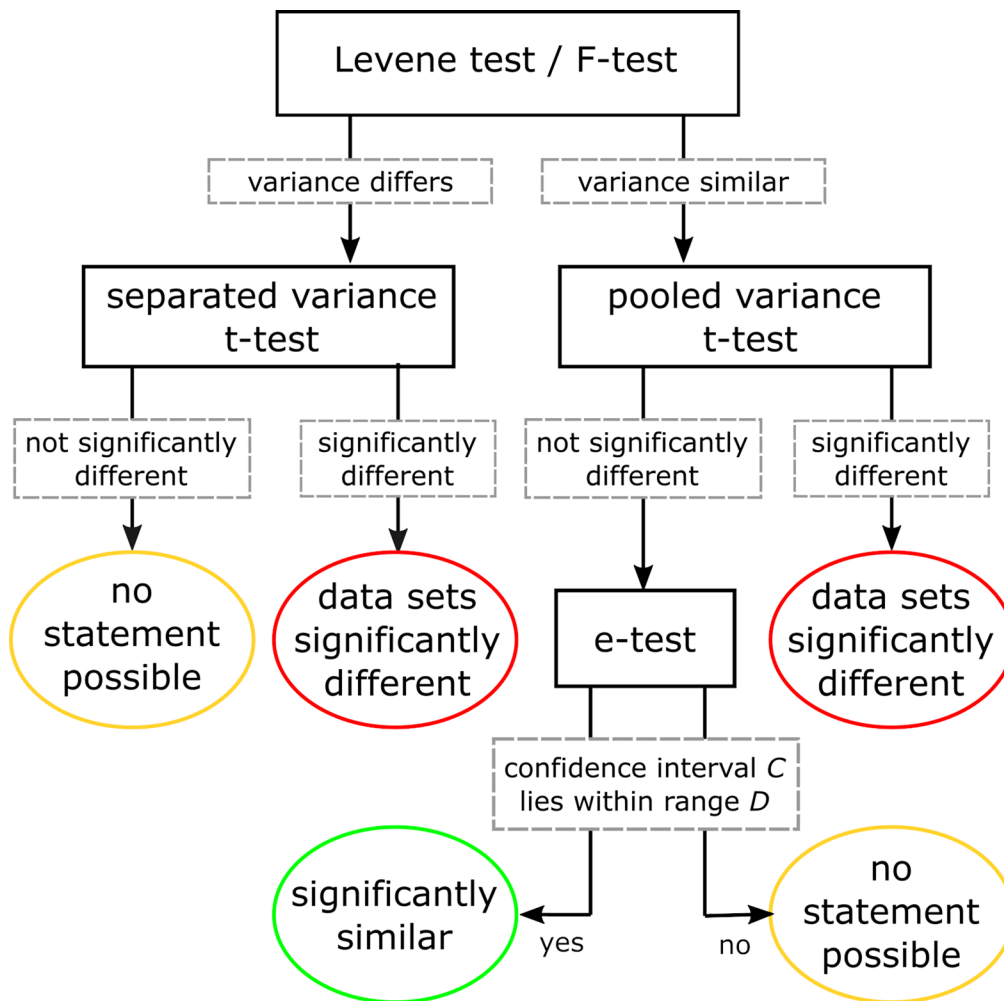 Levene test / F-test
variance differs
variance similar
separated variance
t-test
pooled variance
t-test
not significantly
different
significantly
different
not significantly
different
significantly
different
no
statement
possible
data sets
significantly
different
e-test
data sets
significantly
different
confidence interval C
lies within range D
significantly
similar
yes
no
no
statement
possible